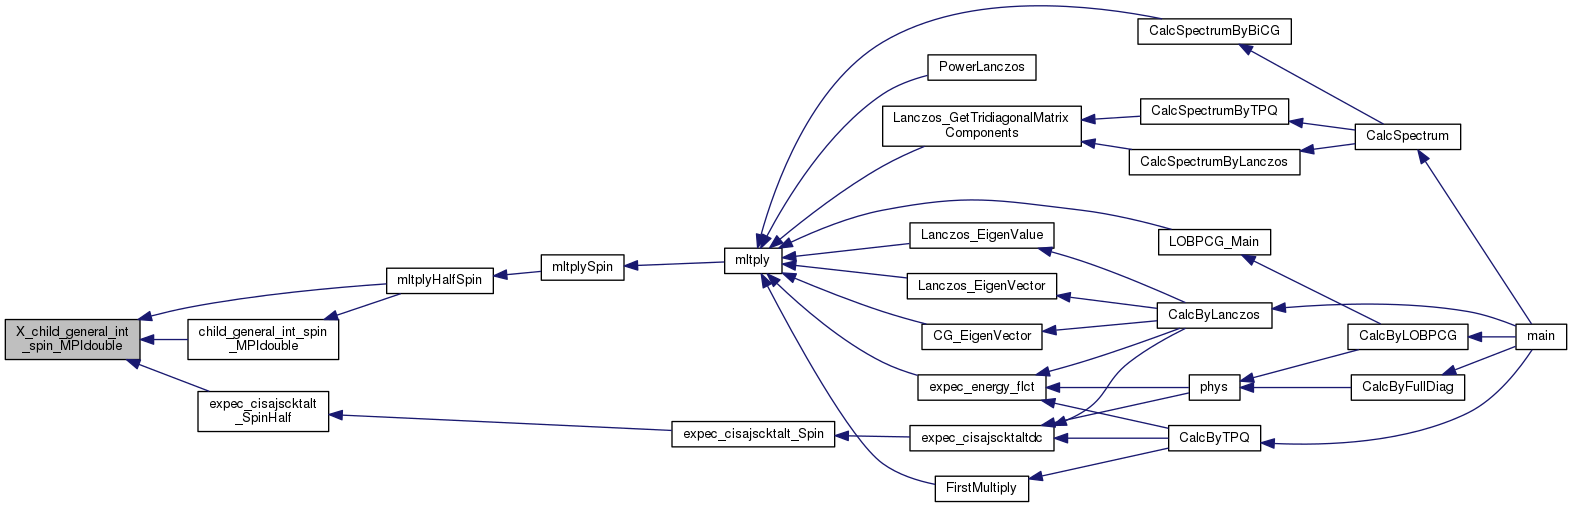 X_child_general_int
_spin_MPIdouble
mltplyHalfSpin
child_general_int_spin
_MPIdouble
expec_cisajscktalt
_SpinHalf
mltplySpin
expec_cisajscktalt_Spin
mltply
CalcSpectrumByBiCG
PowerLanczos
Lanczos_GetTridiagonalMatrix
Components
CalcSpectrumByTPQ
CalcSpectrumByLanczos
CalcSpectrum
LOBPCG_Main
Lanczos_EigenValue
Lanczos_EigenVector
CG_EigenVector
CalcByLanczos
expec_energy_flct
phys
CalcByLOBPCG
CalcByFullDiag
main
expec_cisajscktaltdc
CalcByTPQ
FirstMultiply